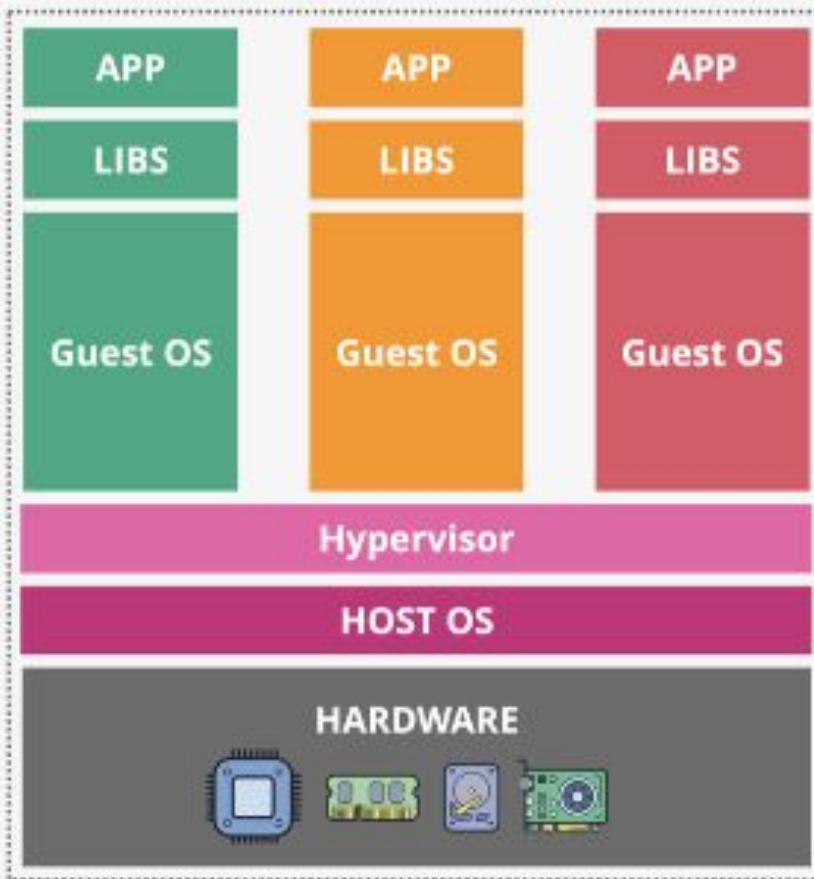 APP APP APP
LIBS LIBS LIBS
Guest OS Guest OS Guest OS
Hypervisor
HOST OS
HARDWARE